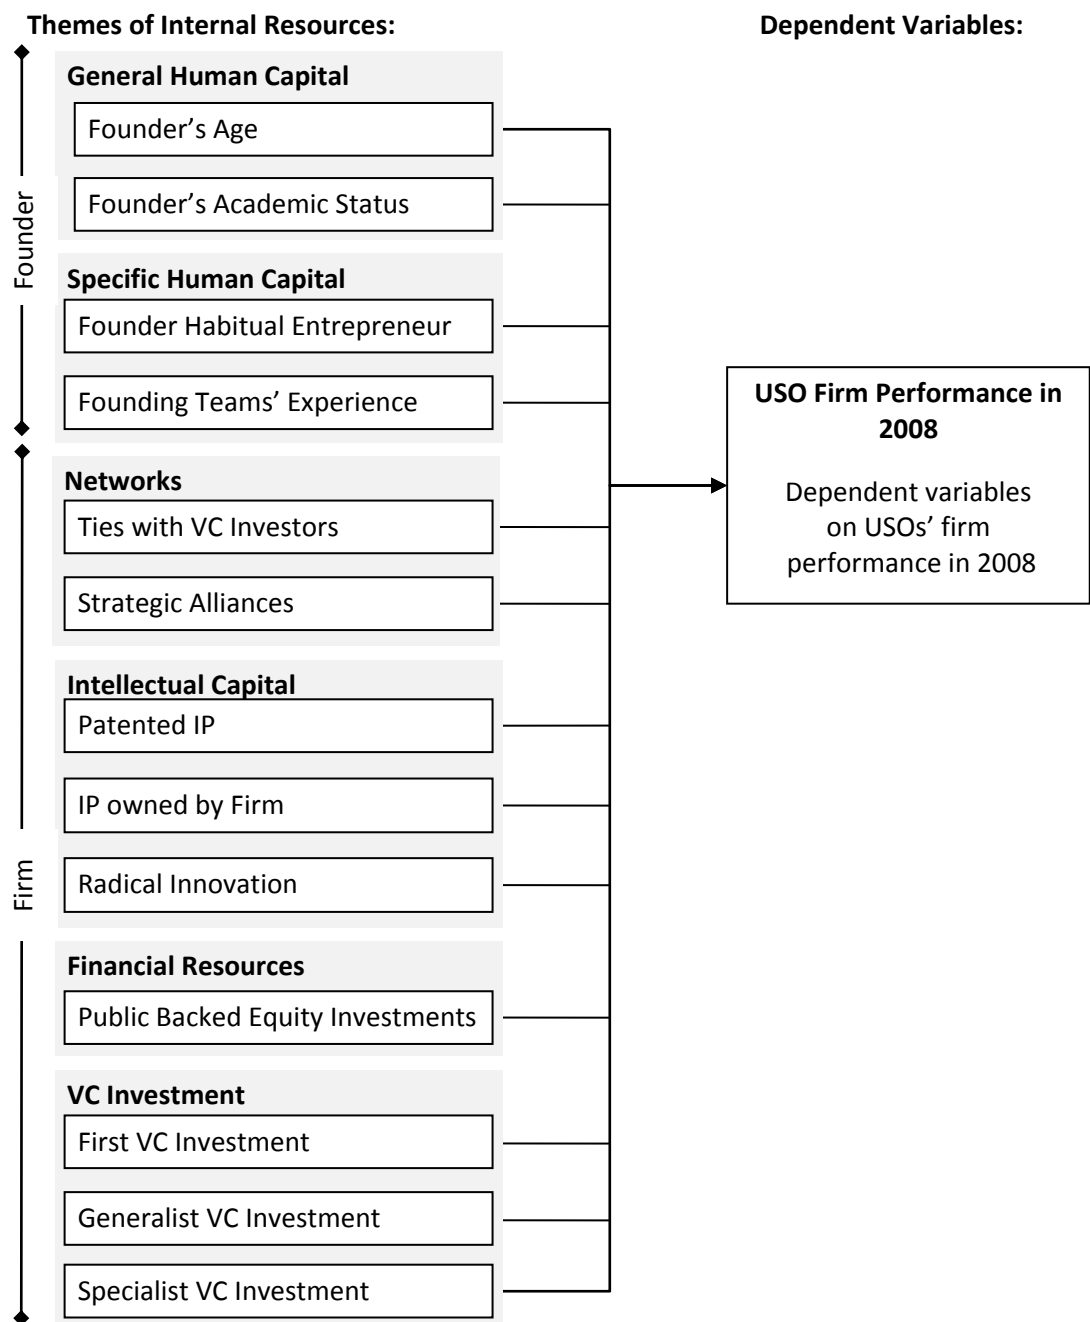 Themes of Internal Resources:
Dependent Variables:
Founder
General Human Capital
Founder's Age
Founder's Academic Status
Specific Human Capital
Founder Habitual Entrepreneur
Founding Teams' Experience
Firm
Networks
Ties with VC Investors
Strategic Alliances
Intellectual Capital
Patented IP
IP owned by Firm
Radical Innovation
Financial Resources
Public Backed Equity Investments
VC Investment
First VC Investment
Generalist VC Investment
Specialist VC Investment
USO Firm Performance in
2008
Dependent variables
on USOs' firm
performance in 2008